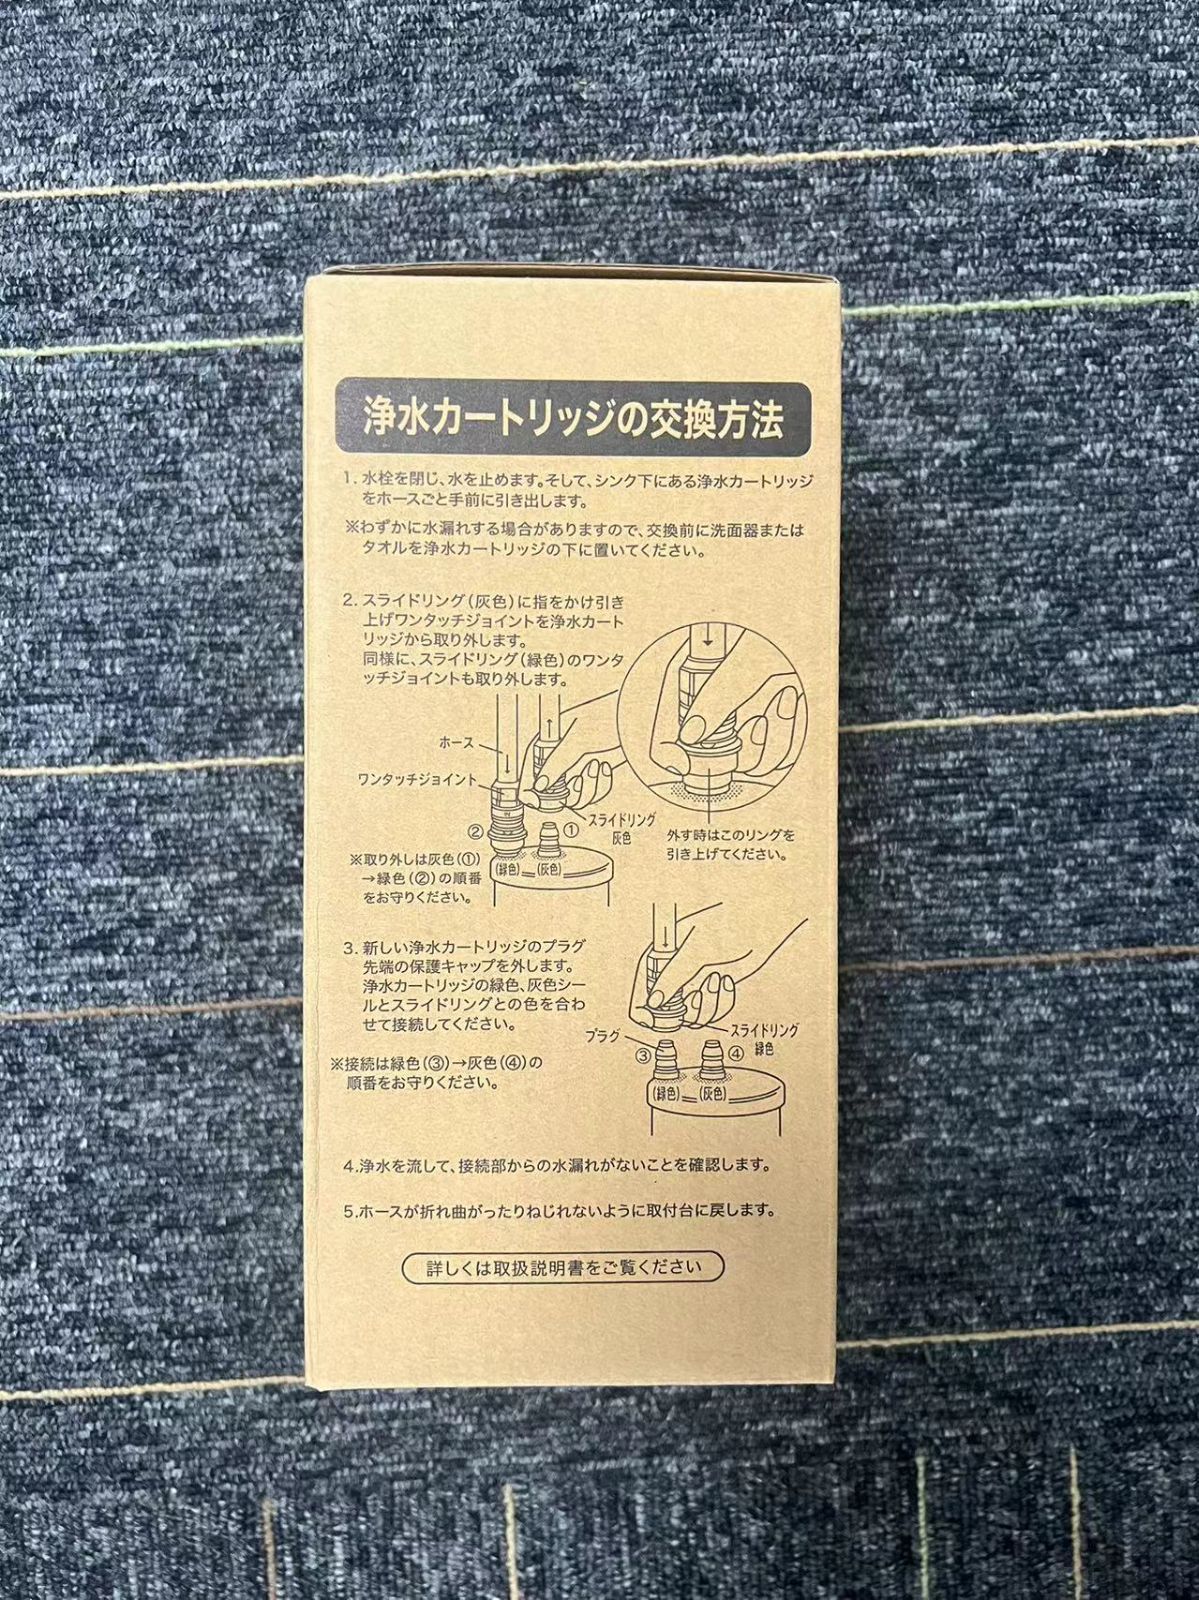 浄水カートリッジの交換方法
1. 水栓を閉じ、水を止めます。そして、シンク下にある浄水カートリッジ
をホースごと手前に引き出します。
※わずかに水漏れする場合がありますので、交換前に洗面器または
タオルを浄水カートリッジの下に置いてください。
2. スライドリング(灰色)に指をかけ引き
上げワンタッチジョイントを浄水カート
リッジから取り外します。
同様に、スライドリング(緑色)のワンタ
ッチジョイントも取り外します。
ホース
ワンタッチジョイント
スライドリング
灰色
②
①
(緑色)
(灰色)
外す時はこのリングを
引き上げてください。
※取り外しは灰色(①)
→緑色(②)の順番
をお守りください。
3. 新しい浄水カートリッジのプラグ
先端の保護キャップを外します。
浄水カートリッジの緑色、灰色シー
ルとスライドリングとの色を合わ
せて接続してください。
プラグ
スライドリング
緑色
③
④
(緑色)
(灰色)
※接続は緑色(③)→灰色(④)の
順番をお守りください。
4.浄水を流して、接続部からの水漏れがないことを確認します。
5.ホースが折れ曲がったりねじれないように取付台に戻します。
詳しくは取扱説明書をご覧ください